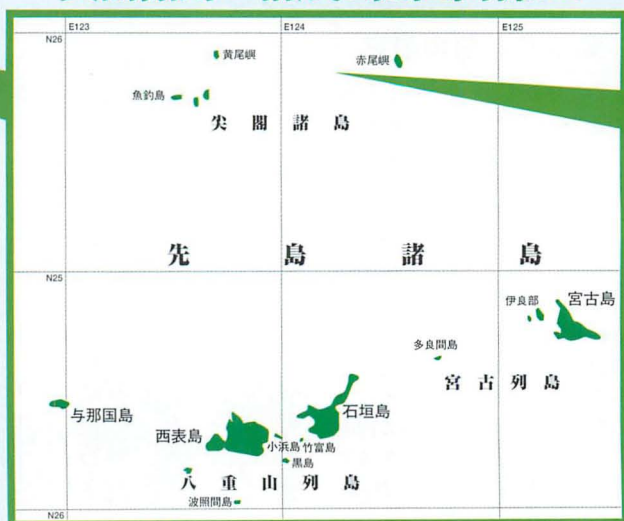 E123 E124 E125
N26
黄尾嶼
赤尾嶼
魚釣島
尖閣諸島
先島諸島
N25
伊良部
宮古島
多良間島
宮古列島
与那国島
石垣島
西表島
小浜島
竹富島
黒島
八重山列島
波照間島
N26